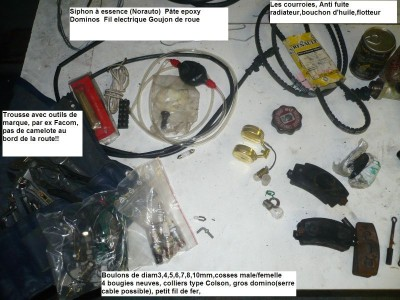 Siphon à essence (Norauto) Pâte epoxy
Dominos Fil electrique Goujon de roue
Les courroies, Anti fuite
radiateur,bouchon d'huile,flotteur
Trousse avec outils de
marque, par ex Facom,
pas de camelote au
bord de la route!!
Boulons de diam3,4,5,6,7,8,10mm,cosses male/femelle
4 bougies neuves, colliers type Colson, gros domino(serre
cable possible), petit fil de fer,